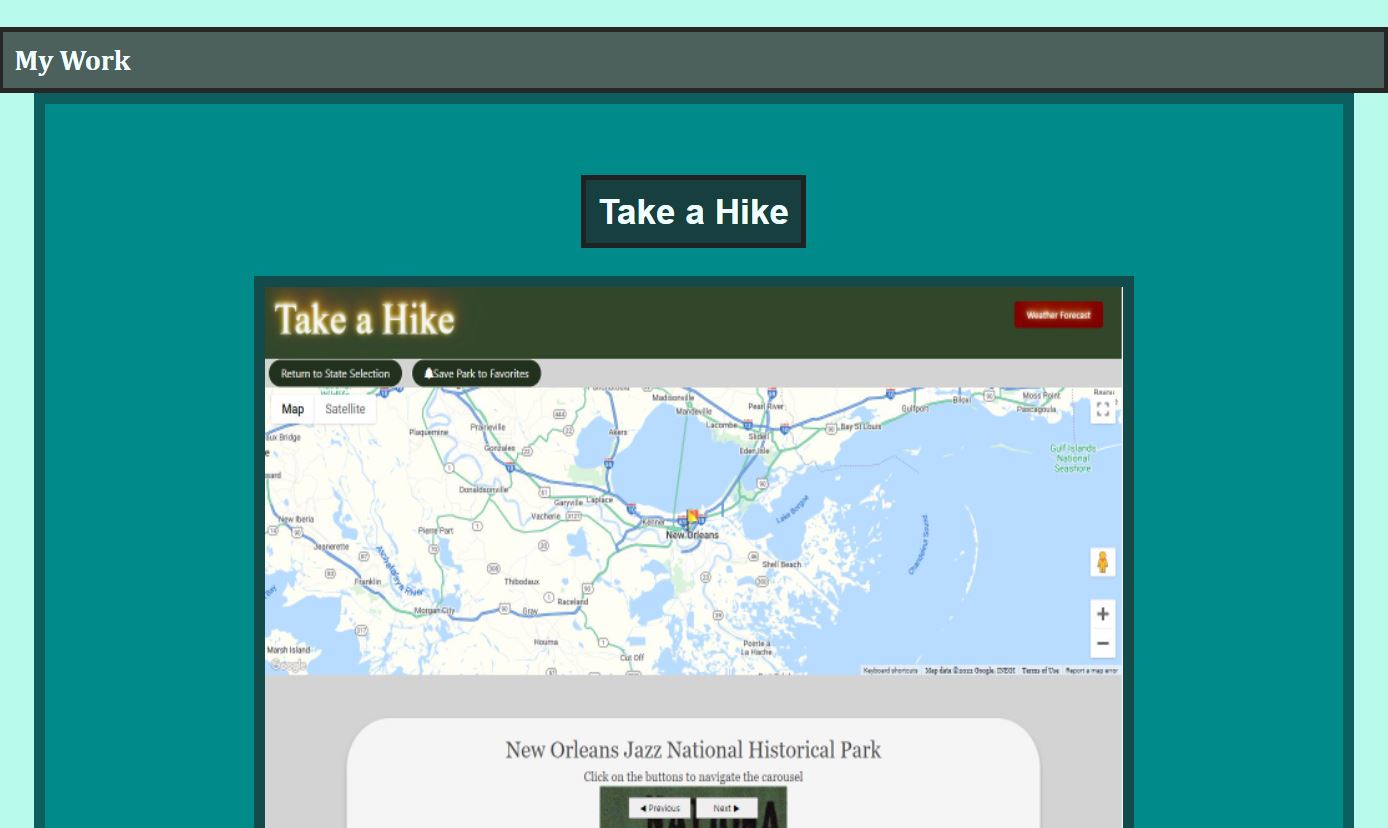 My Work
Take a Hike
Take a Hike
Weather Forecast
Return to State Selection
Save Park to Favorites
Map
Satellite
Madisonville
Mandeville
Pearl River
Lacombe
Slidell
Eden Isle
Gulfport
Biloxi
Moss Point
Pascagoula
Bay St Louis
Gulf Islands
National
Seashore
aux Bridge
Plaquemine
Prairieville
Gonzales
Akers
Donaldsonville
Garyville
Laplace
Vacherie
Kenner
New Orleans
Lake Borgne
Chandeleur Sound
New Iberia
Pierre Part
Jeanerette
Atchafalaya River
Franklin
Thibodaux
Shell Beach
Morgan City
Gray
Raceland
Houma
Cut Off
Pointe à
La Hache
Marsh Island
Google
Keyboard shortcuts
Map data ©2022 Google, INEGI
Terms of Use
Report a map error
New Orleans Jazz National Historical Park
Click on the buttons to navigate the carousel
◀ Previous
Next ▶